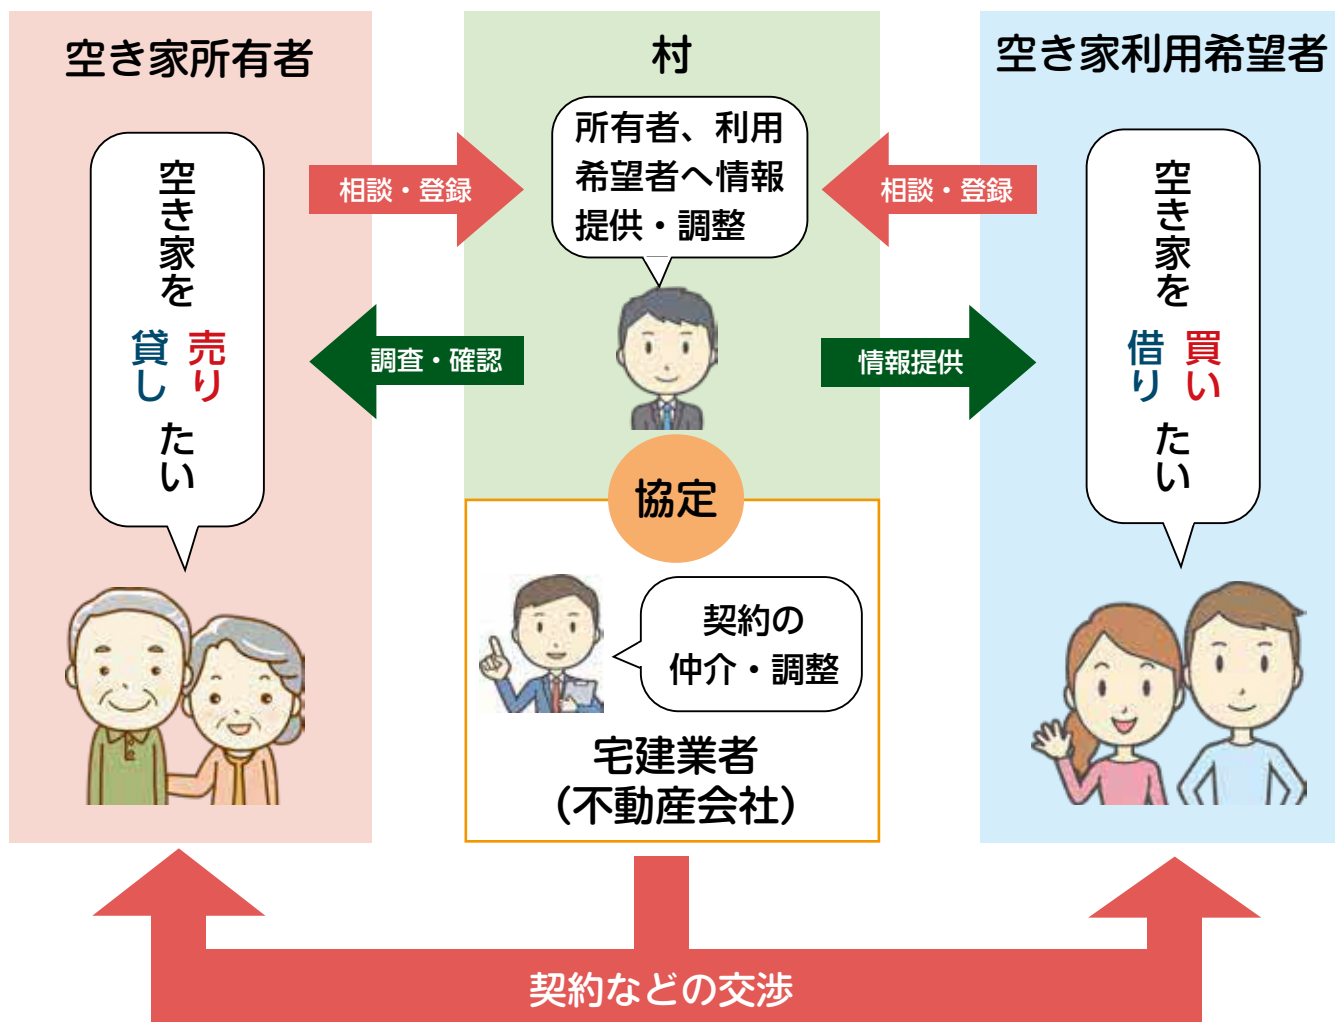 空き家所有者
空き家を
売り
貸し
たい
相談・登録
調査・確認
村
所有者、利用
希望者へ情報
提供・調整
協定
契約の
仲介・調整
宅建業者
(不動産会社)
空き家利用希望者
相談・登録
情報提供
空き家を
買い
借り
たい
契約などの交渉